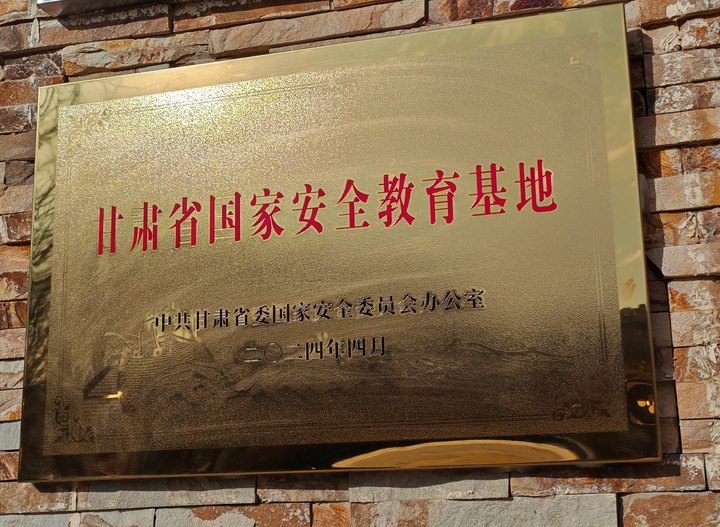 甘肃省国家安全教育基地
中共甘肃省委国家安全委员会办公室
二〇二四年四月